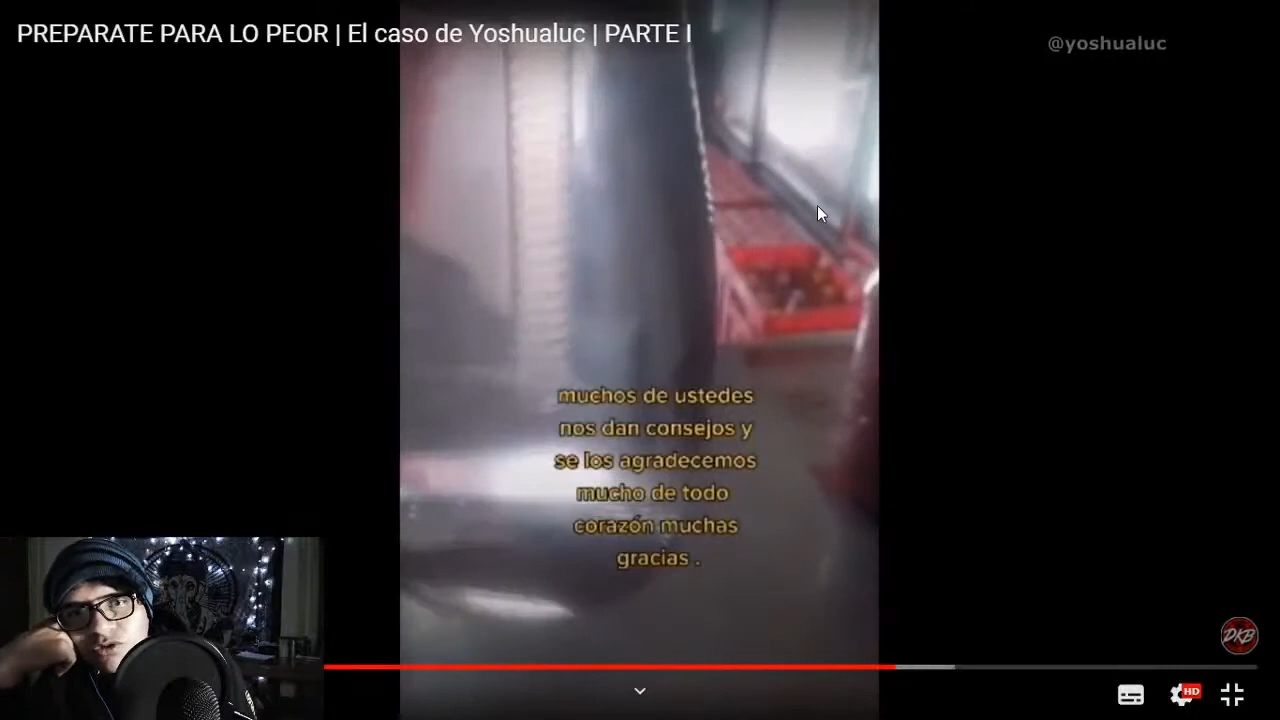 PREPARATE PARA LO PEOR | El caso de Yoshualuc | PARTE I
@yoshualuc
muchos de ustedes
nos dan consejos y
se los agradecemos
mucho de todo
corazón muchas
gracias .
DKB
HD